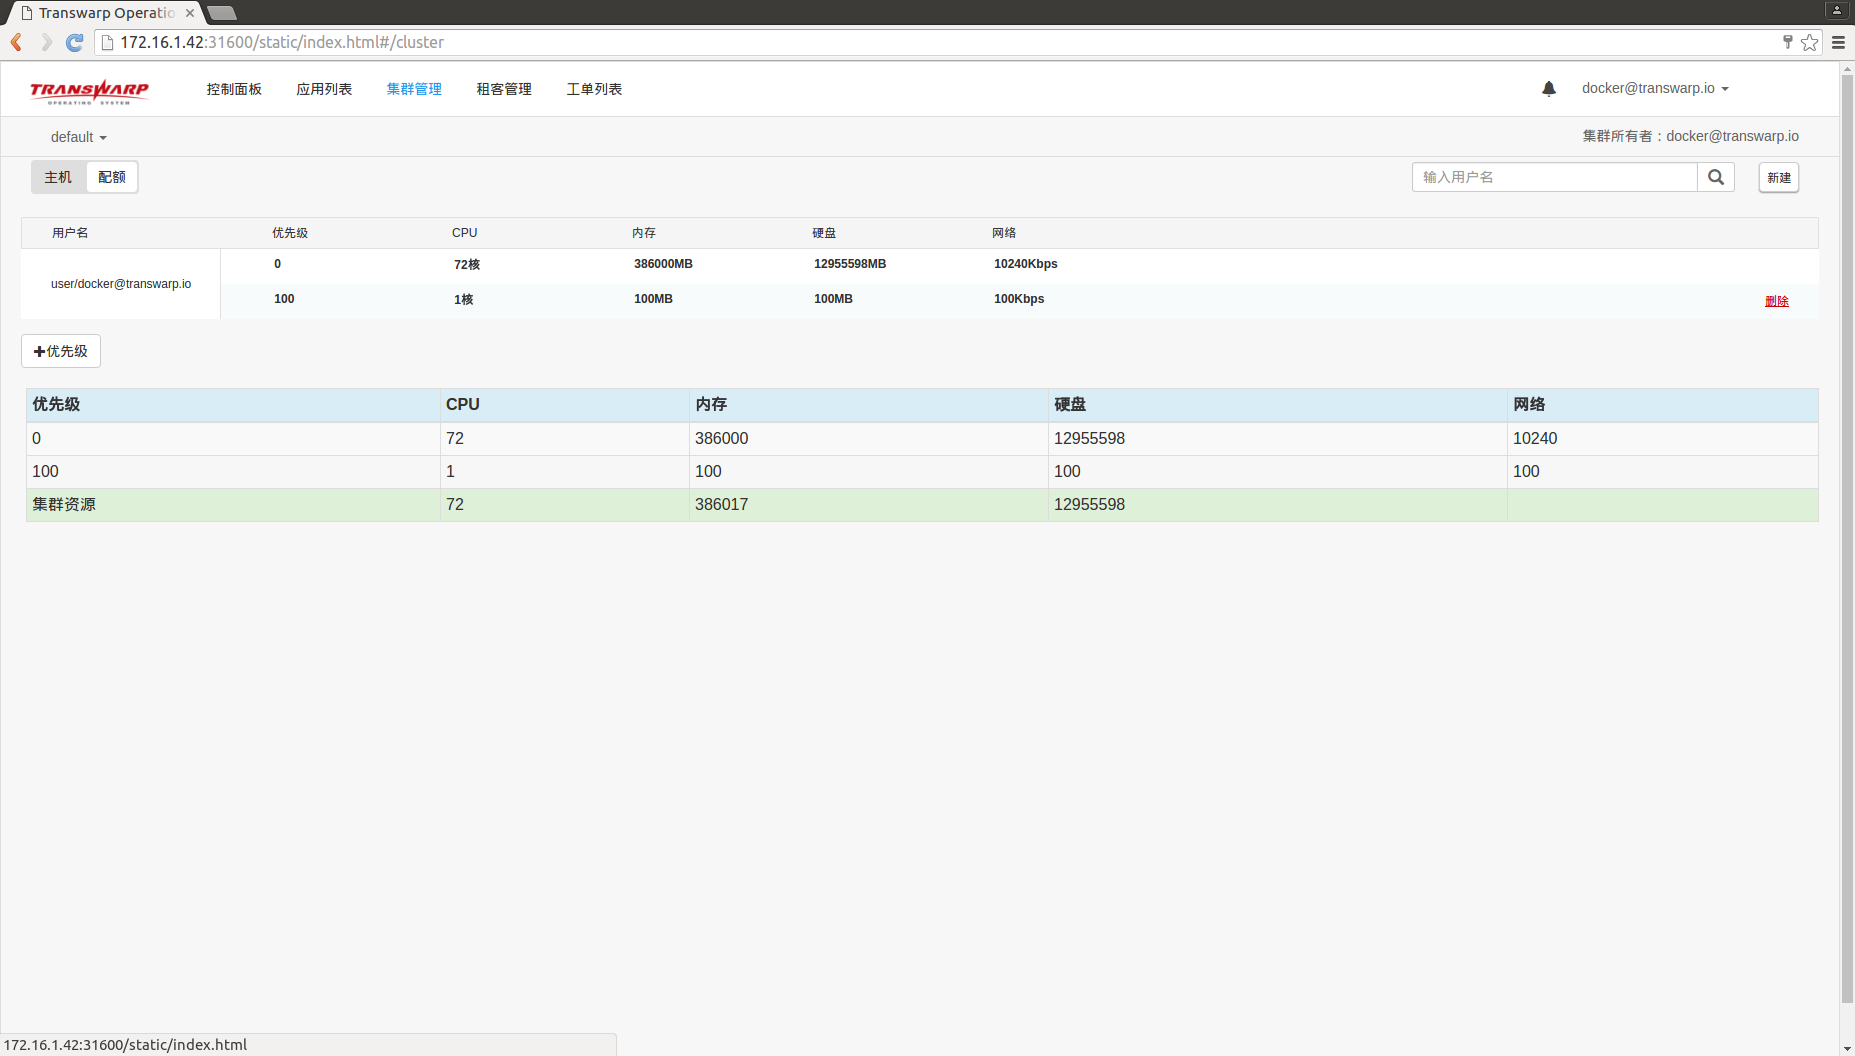 Transwarp Operatio
172.16.1.42:31600/static/index.html#/cluster
TRANSWARP
OPERATING SYSTEM
控制面板 应用列表 集群管理 租客管理 工单列表 docker@transwarp.io
default 集群所有者：docker@transwarp.io
主机 配额 输入用户名 新建
用户名 优先级 CPU 内存 硬盘 网络
0 72核 386000MB 12955598MB 10240Kbps
user/docker@transwarp.io
100 1核 100MB 100MB 100Kbps 删除
+优先级
优先级 CPU 内存 硬盘 网络
0 72 386000 12955598 10240
100 1 100 100 100
集群资源 72 386017 12955598
172.16.1.42:31600/static/index.html